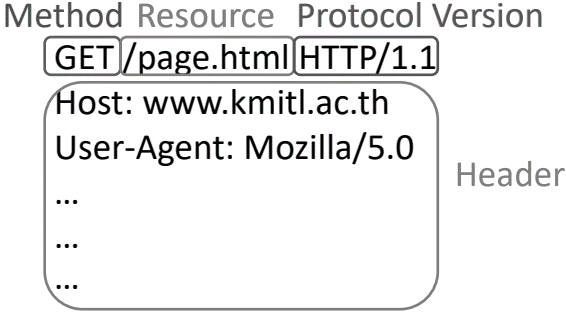 Method Resource Protocol Version
GET /page.html HTTP/1.1
Host: www.kmitl.ac.th
User-Agent: Mozilla/5.0
Header
...
...
...